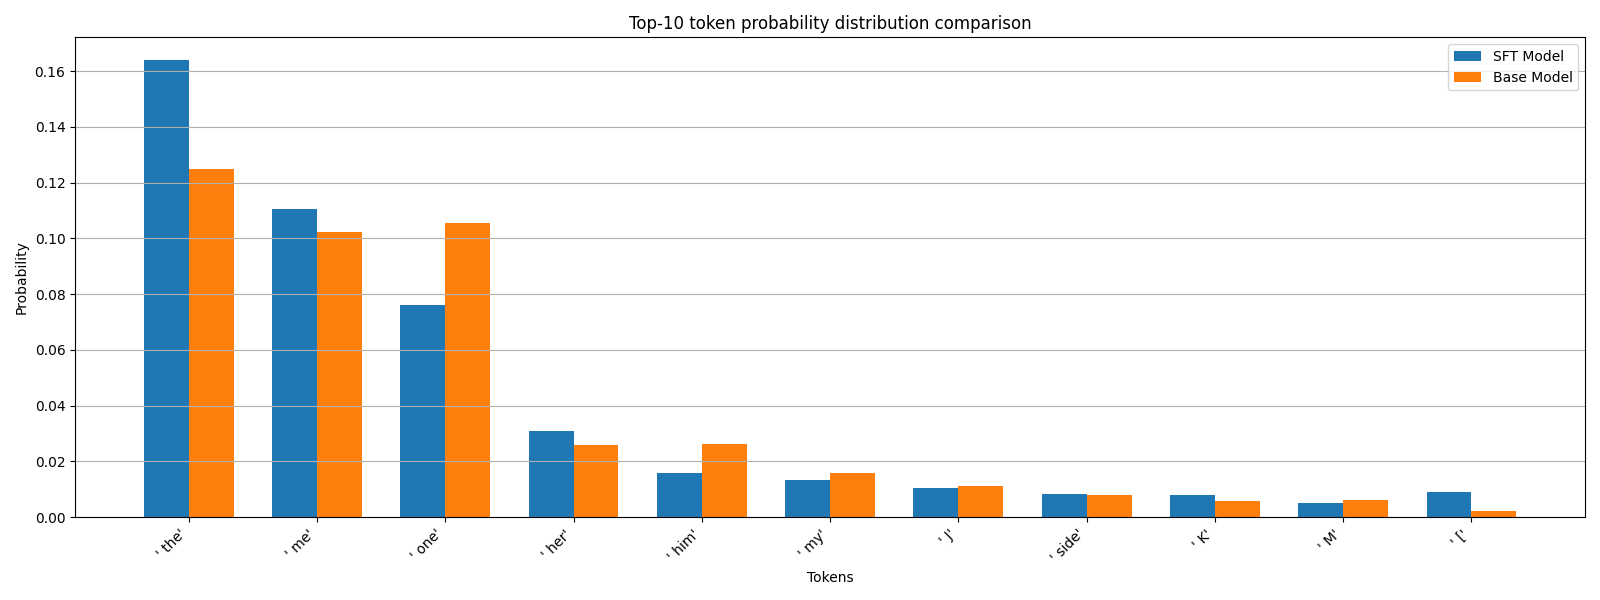 Top-10 token probability distribution comparison
SFT Model
Base Model
Probability
0.16
0.14
0.12
0.10
0.08
0.06
0.04
0.02
0.00
' the'
' me'
' one'
' her'
' him'
' my'
' J'
' side'
' K'
' M'
' ['
Tokens